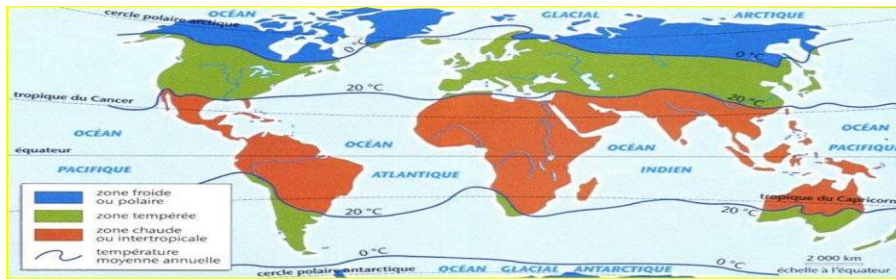 OCÉAN GLACIAL ARCTIQUE
cercle polaire arctique
0 °C
0 °C
20 °C
tropique du Cancer
20 °C
OCÉAN
OCÉAN
OCÉAN
OCÉAN
équateur
PACIFIQUE
ATLANTIQUE
INDIEN
PACIFIQUE
zone froide
ou polaire
zone tempérée
zone chaude
ou intertropicale
température
moyenne annuelle
tropique du Capricorne
20 °C
20 °C
0 °C
0 °C
2 000 km
échelle à l'équateur
cercle polaire antarctique
OCÉAN GLACIAL ANTARCTIQUE